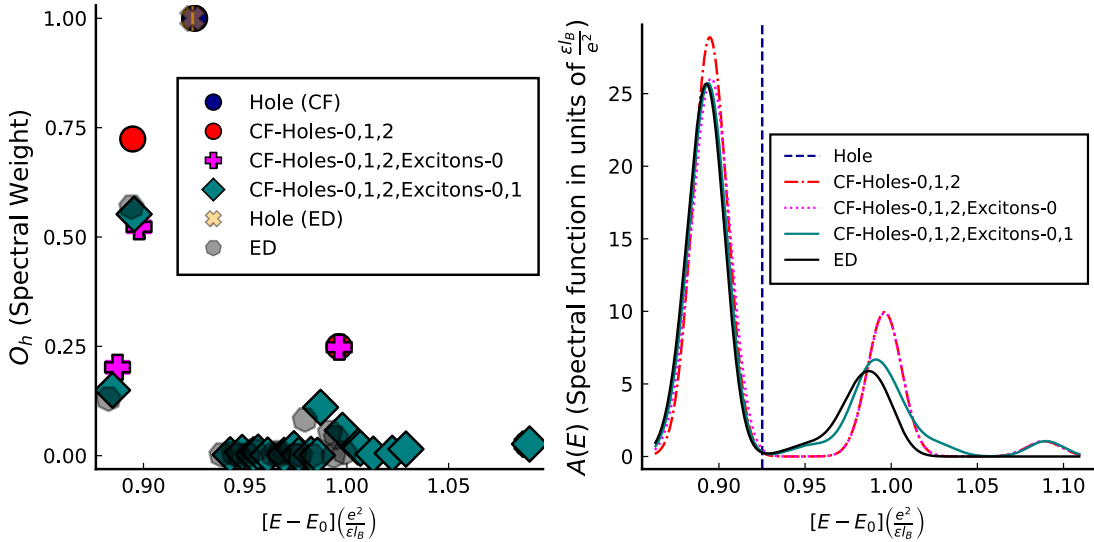 O_h (Spectral Weight)
1.00
0.75
0.50
0.25
0.00
0.90
0.95
1.00
1.05
[E − E_0](e^2/εl_B)
Hole (CF)
CF-Holes-0,1,2
CF-Holes-0,1,2,Excitons-0
CF-Holes-0,1,2,Excitons-0,1
Hole (ED)
ED
A(E) (Spectral function in units of εl_B/e^2)
25
20
15
10
5
0
0.90
0.95
1.00
1.05
1.10
[E − E_0](e^2/εl_B)
Hole
CF-Holes-0,1,2
CF-Holes-0,1,2,Excitons-0
CF-Holes-0,1,2,Excitons-0,1
ED